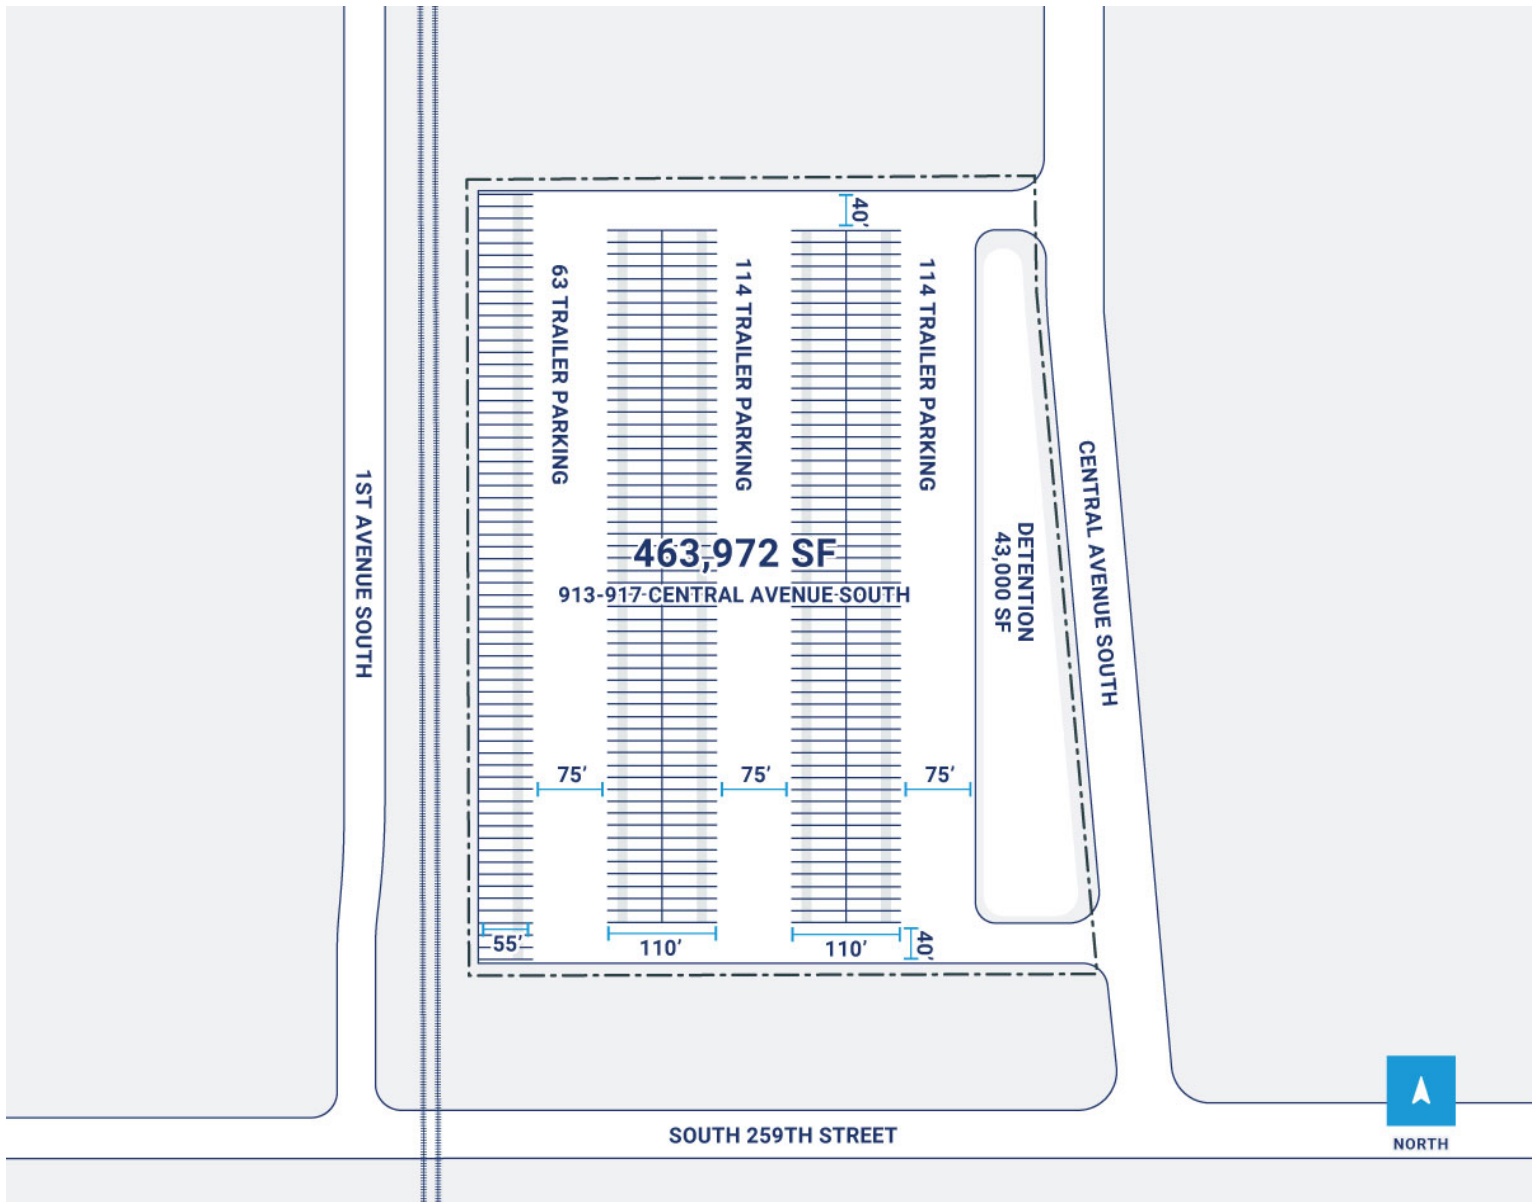 40’
63 TRAILER PARKING
114 TRAILER PARKING
114 TRAILER PARKING
1ST AVENUE SOUTH
463,972 SF
913-917 CENTRAL AVENUE SOUTH
DETENTION
43,000 SF
CENTRAL AVENUE SOUTH
75’
75’
75’
55’
110’
110’
40’
SOUTH 259TH STREET
NORTH